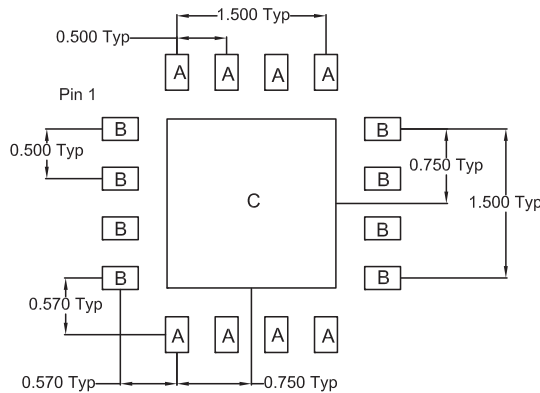 1.500 Typ
0.500 Typ
A A A A
Pin 1
B B
0.500 Typ 0.750 Typ
B B
C 1.500 Typ
B B
B B
0.570 Typ
A A A A
0.570 Typ 0.750 Typ